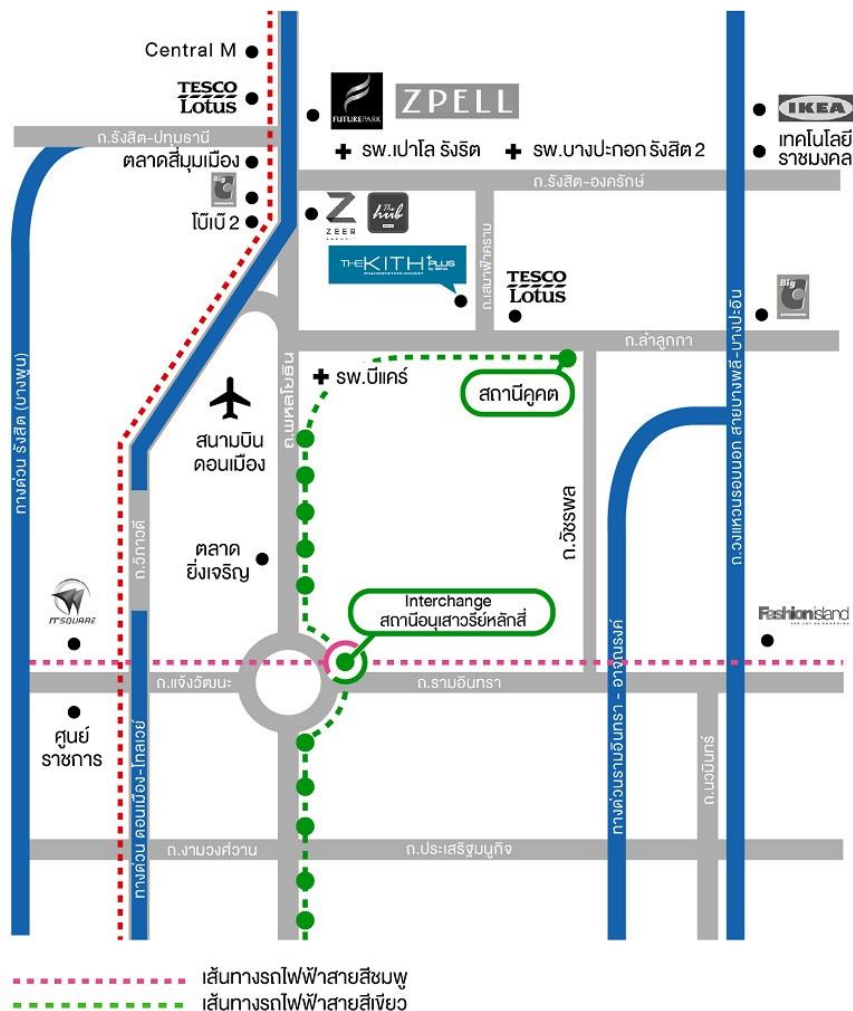 Central M
TESCO
Lotus
FUTUREPARK
ZPELL
IKEA
ถ.รังสิต-ปทุมธานี
ตลาดสี่มุมเมือง
รพ.เปาโล รังริต
รพ.บางปะกอก รังสิต 2
เทคโนโลยี
ราชมงคล
ถ.รังสิต-องครักษ์
Big C
โบ๊เบ๊ 2
ZEER
The hub
THE KITH PLUS
ถ.เสมาฟ้าคราม
TESCO
Lotus
Big C
ถ.ลำลูกกา
รพ.บีแคร์
สถานีคูคต
สนามบิน
ดอนเมือง
ถ.พหลโยธิน
ทางด่วน รังสิต (บางพูน)
ถ.วิภาวดี
ตลาด
ยิ่งเจริญ
ถ.วัชรพล
ถ.วงแหวนรอบนอก สายบางพลี-บางปะอิน
IT SQUARE
Interchange
สถานีอนุเสาวรีย์หลักสี่
Fashion island
ถ.แจ้งวัฒนะ
ถ.รามอินทรา
ศูนย์
ราชการ
ทางด่วน ดอนเมือง-โทลเวย์
ทางด่วนรามอินทรา - อาจณรงค์
ถ.นวมินทร์
ถ.งามวงศ์วาน
ถ.ประเสริฐมนูกิจ
เส้นทางรถไฟฟ้าสายสีชมพู
เส้นทางรถไฟฟ้าสายสีเขียว